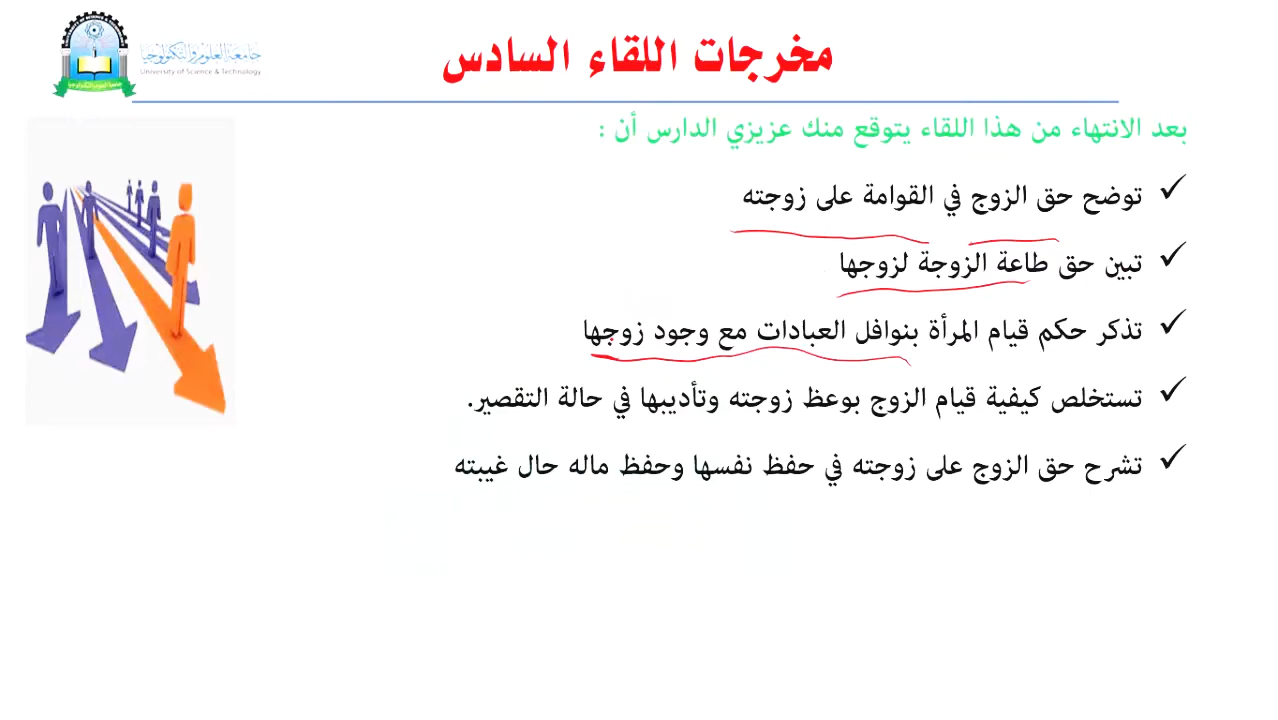 جامعة العلوم والتكنولوجيا
University of Science & Technology
مخرجات اللقاء السادس
بعد الانتهاء من هذا اللقاء يتوقع منك عزيزي الدارس أن :
✓ توضح حق الزوج في القوامة على زوجته
✓ تبين حق طاعة الزوجة لزوجها
✓ تذكر حكم قيام المرأة بنوافل العبادات مع وجود زوجها
✓ تستخلص كيفية قيام الزوج بوعظ زوجته وتأديبها في حالة التقصير.
✓ تشرح حق الزوج على زوجته في حفظ نفسها وحفظ ماله حال غيبته